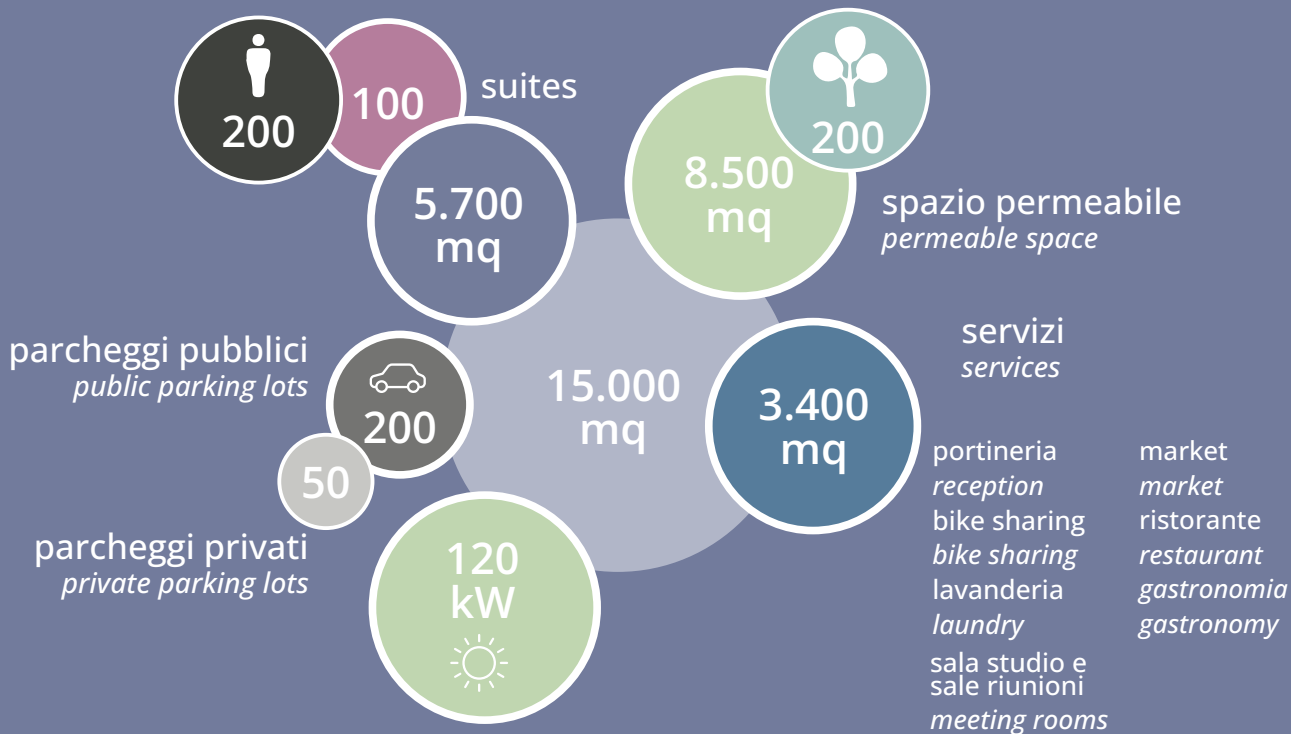 200
100
suites
5.700
mq
200
8.500
mq
spazio permeabile
permeable space
parcheggi pubblici
public parking lots
200
50
parcheggi privati
private parking lots
15.000
mq
120
kW
3.400
mq
servizi
services
portineria
reception
bike sharing
bike sharing
lavanderia
laundry
sala studio e
sale riunioni
meeting rooms
market
market
ristorante
restaurant
gastronomia
gastronomy